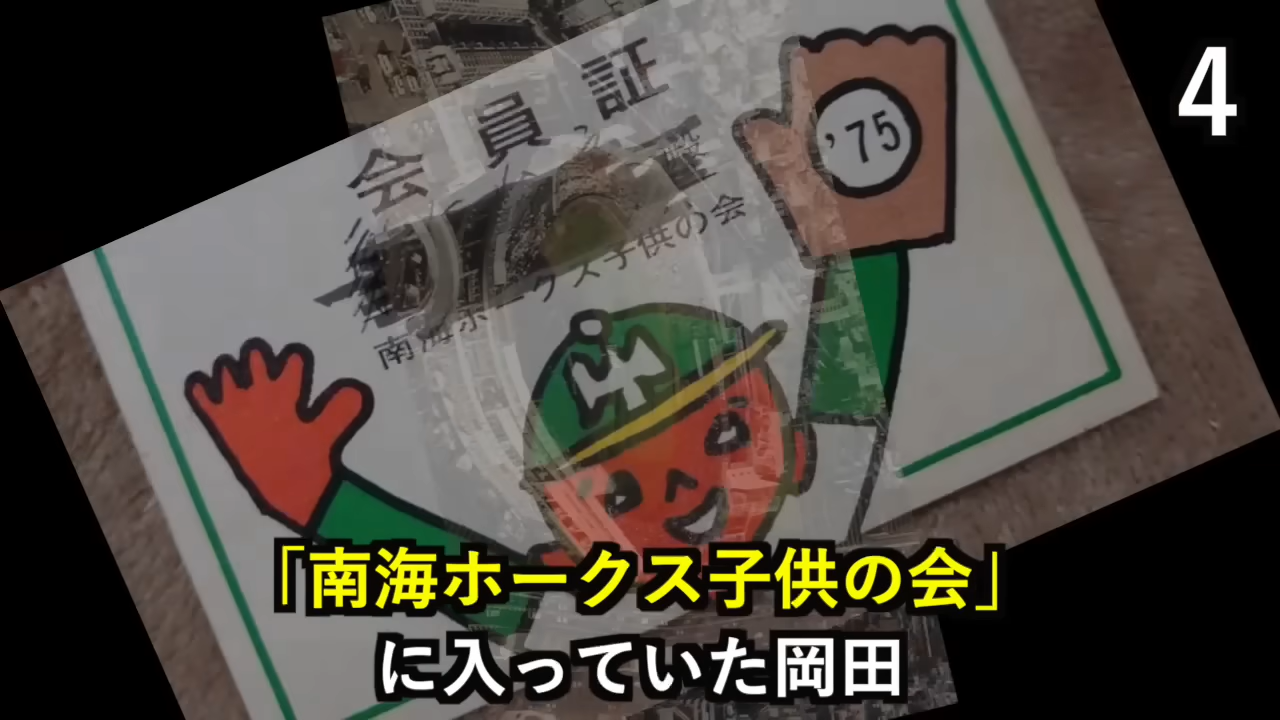 4
会員証
'75
南海ホークス子供の会
「南海ホークス子供の会」
に入っていた岡田